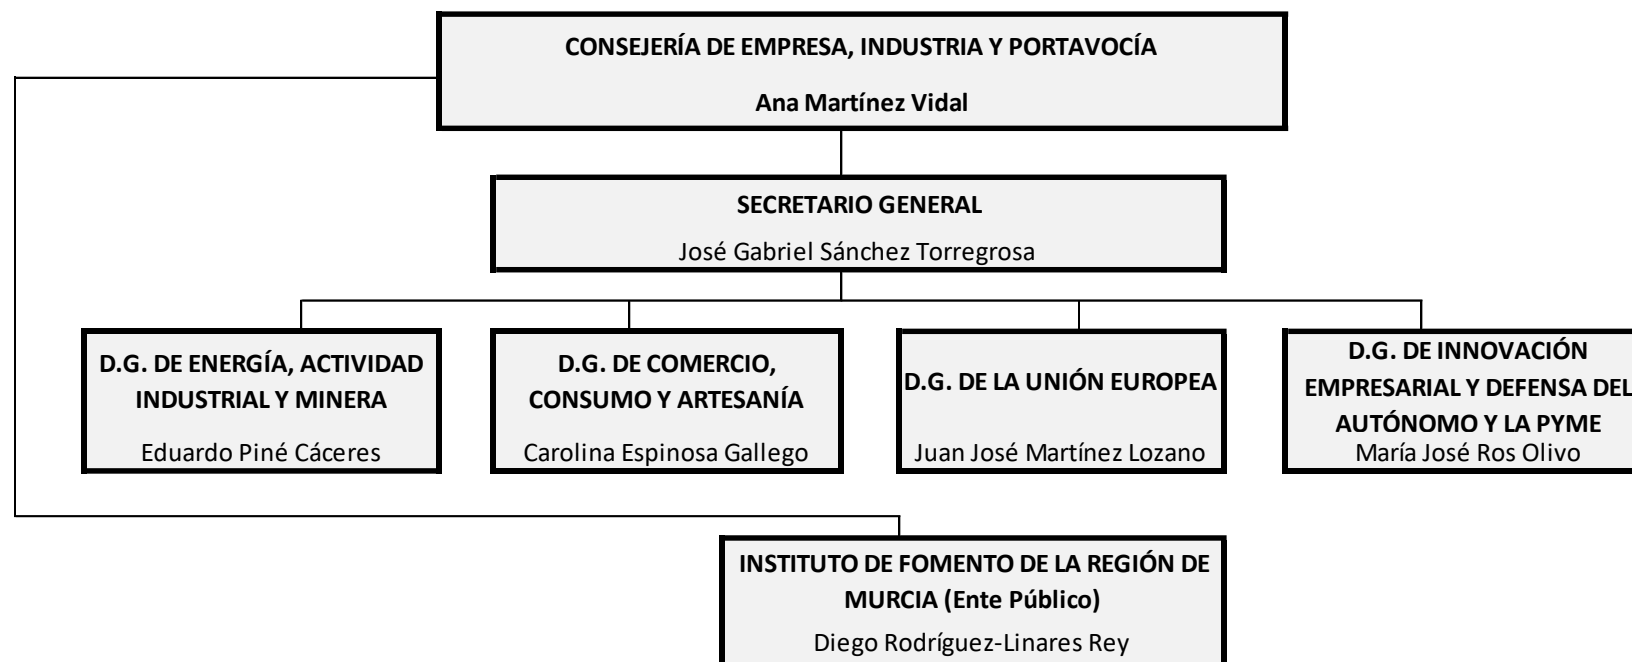 CONSEJERÍA DE EMPRESA, INDUSTRIA Y PORTAVOCÍA
Ana Martínez Vidal
SECRETARIO GENERAL
José Gabriel Sánchez Torregrosa
D.G. DE ENERGÍA, ACTIVIDAD
INDUSTRIAL Y MINERA
Eduardo Piné Cáceres
D.G. DE COMERCIO,
CONSUMO Y ARTESANÍA
Carolina Espinosa Gallego
D.G. DE LA UNIÓN EUROPEA
Juan José Martínez Lozano
D.G. DE INNOVACIÓN
EMPRESARIAL Y DEFENSA DEL
AUTÓNOMO Y LA PYME
María José Ros Olivo
INSTITUTO DE FOMENTO DE LA REGIÓN DE
MURCIA (Ente Público)
Diego Rodríguez-Linares Rey